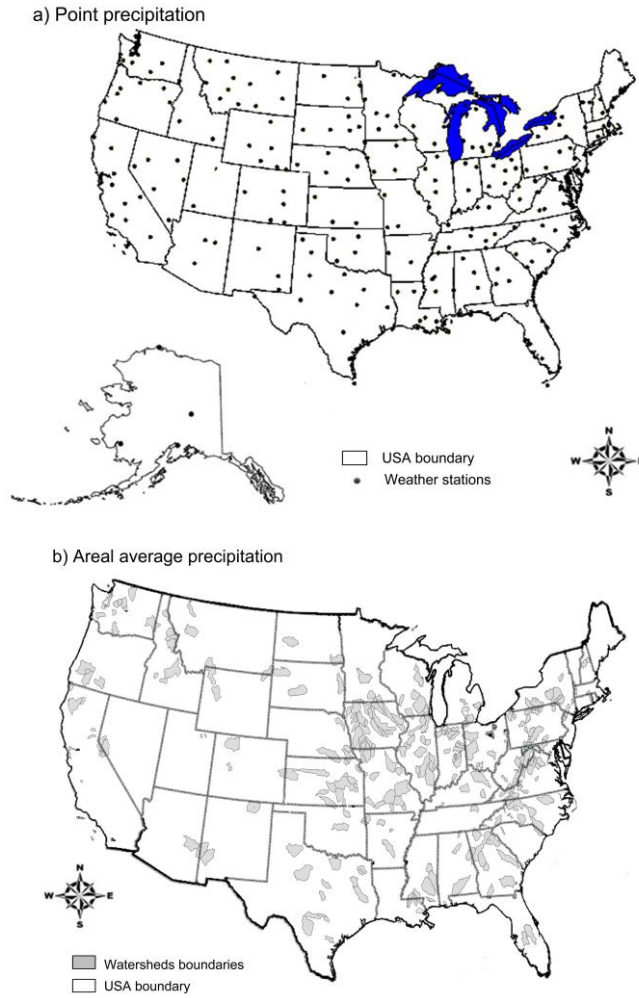 a) Point precipitation
USA boundary
Weather stations
N
W
E
S
b) Areal average precipitation
N
W
E
S
Watersheds boundaries
USA boundary